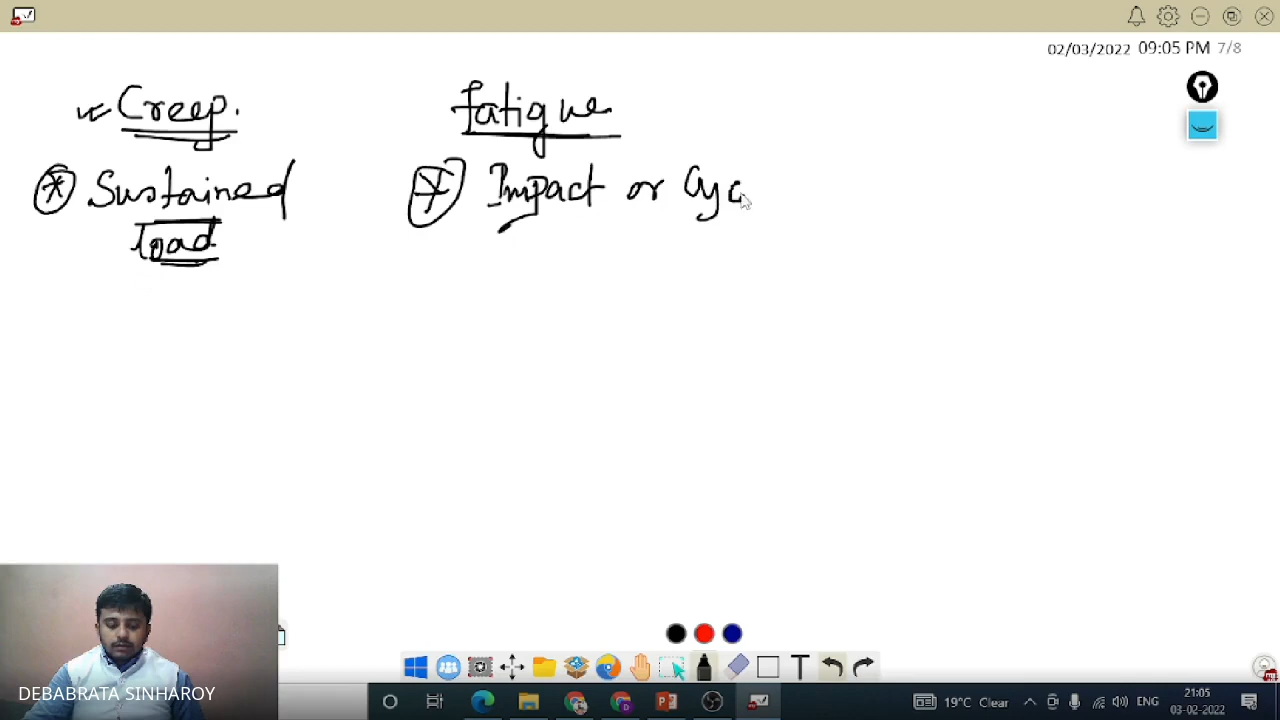 02/03/2022 09:05 PM 7/8
Creep. fatigue
* Sustained Impact or Cyc
load
DEBABRATA SINHAROY
T
19°C Clear ENG 21:05
03-02-2022